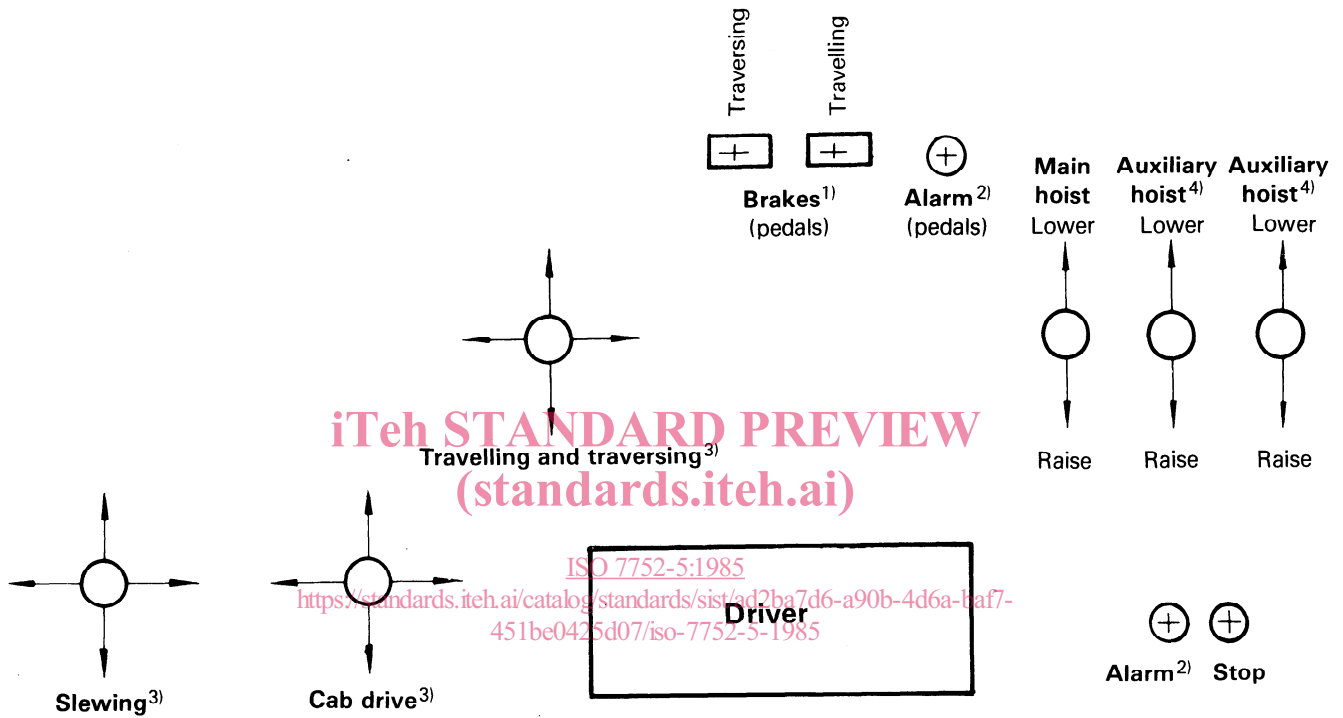 Traversing
Travelling
Brakes1)
(pedals)
Alarm2)
(pedals)
Main
hoist
Lower
Auxiliary
hoist4)
Lower
Auxiliary
hoist4)
Lower
Raise
Raise
Raise
iTeh STANDARD PREVIEW
Travelling and traversing3)
(standards.iteh.ai)
ISO 7752-5:1985
https://standards.iteh.ai/catalog/standards/sist/ad2ba7d6-a90b-4d6a-baf7-
Driver
451be0425d07/iso-7752-5-1985
Slewing3)
Cab drive3)
Alarm2)
Stop